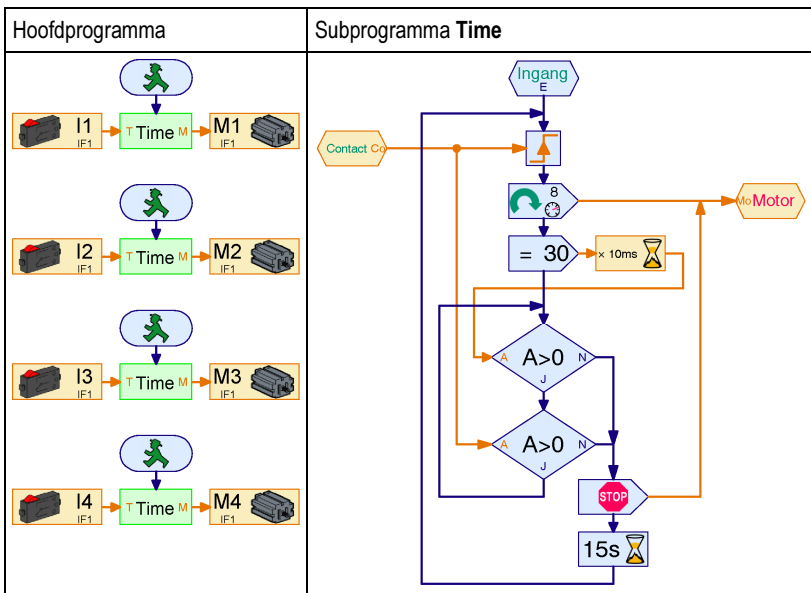 Hoofdprogramma
Subprogramma Time
I1 IF1 T Time M M1 IF1
I2 IF1 T Time M M2 IF1
I3 IF1 T Time M M3 IF1
I4 IF1 T Time M M4 IF1
Ingang
E
Contact Co
8
Mo Motor
= 30
× 10ms
A A>0 N
J
A A>0 N
J
STOP
15s